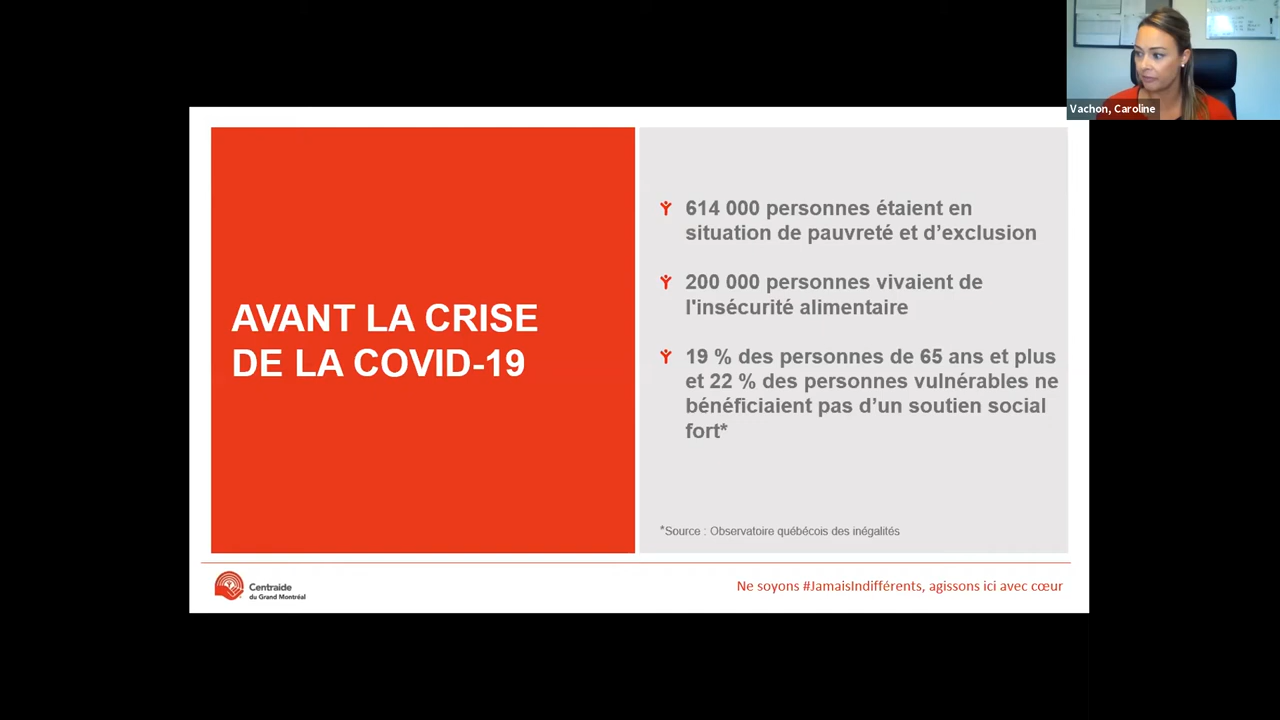 Vachon, Caroline
AVANT LA CRISE
DE LA COVID-19
614 000 personnes étaient en
situation de pauvreté et d’exclusion
200 000 personnes vivaient de
l'insécurité alimentaire
19 % des personnes de 65 ans et plus
et 22 % des personnes vulnérables ne
bénéficiaient pas d’un soutien social
fort*
*Source : Observatoire québécois des inégalités
Centraide
du Grand Montréal
Ne soyons #JamaisIndifférents, agissons ici avec cœur